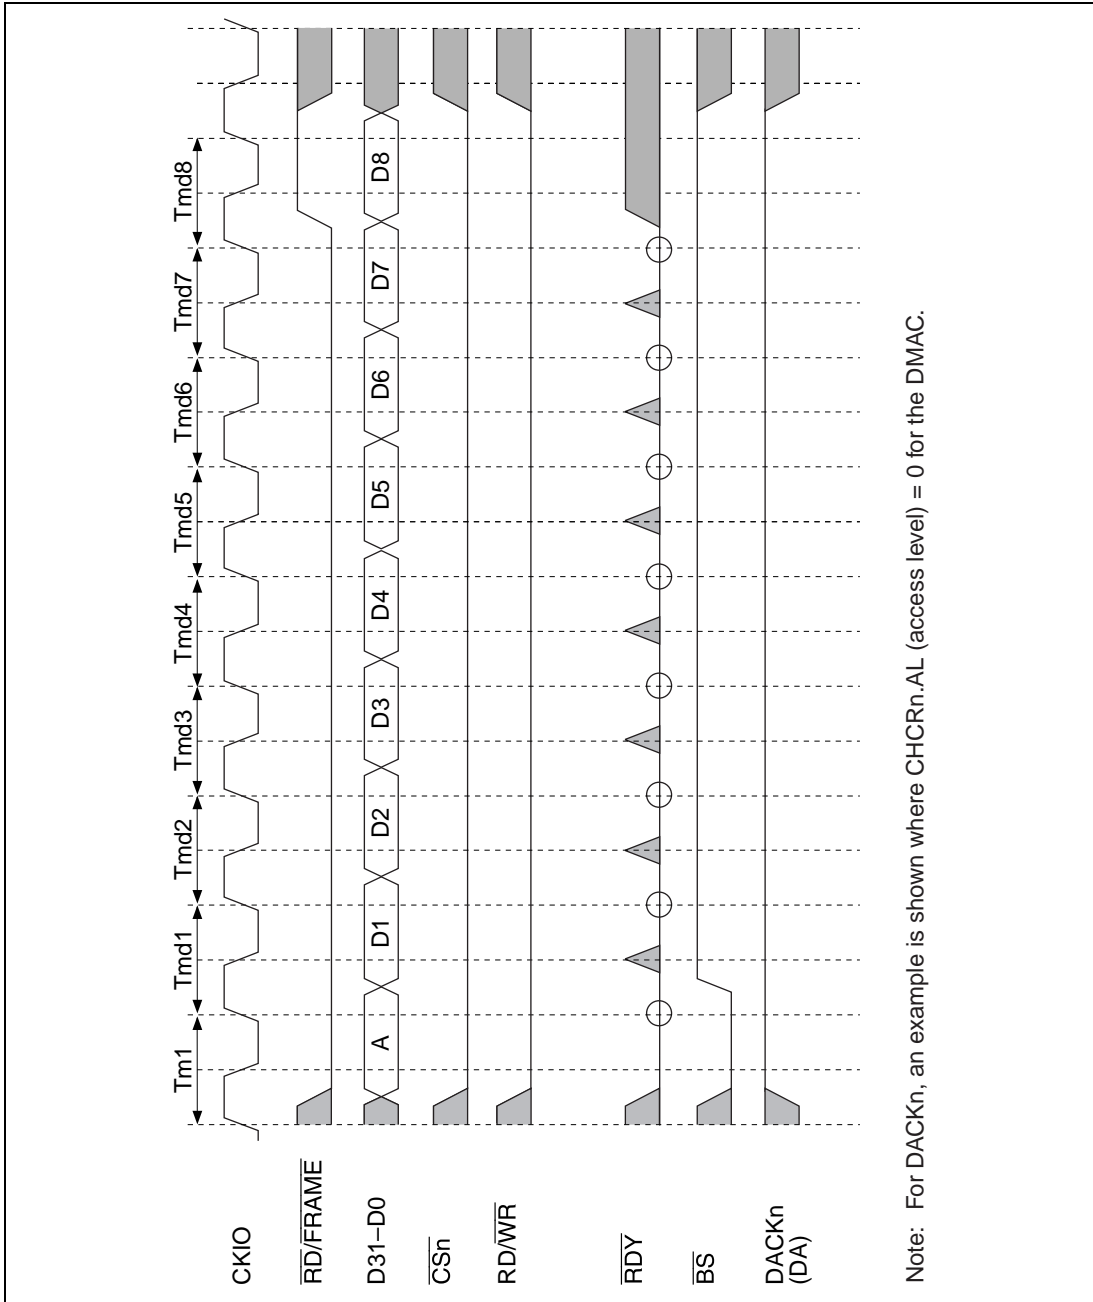 Tm1 Tmd1 Tmd2 Tmd3 Tmd4 Tmd5 Tmd6 Tmd7 Tmd8
CKIO
RD/FRAME
D31–D0 A D1 D2 D3 D4 D5 D6 D7 D8
CSn
RD/WR
RDY
BS
DACKn
(DA)
Note: For DACKn, an example is shown where CHCRn.AL (access level) = 0 for the DMAC.